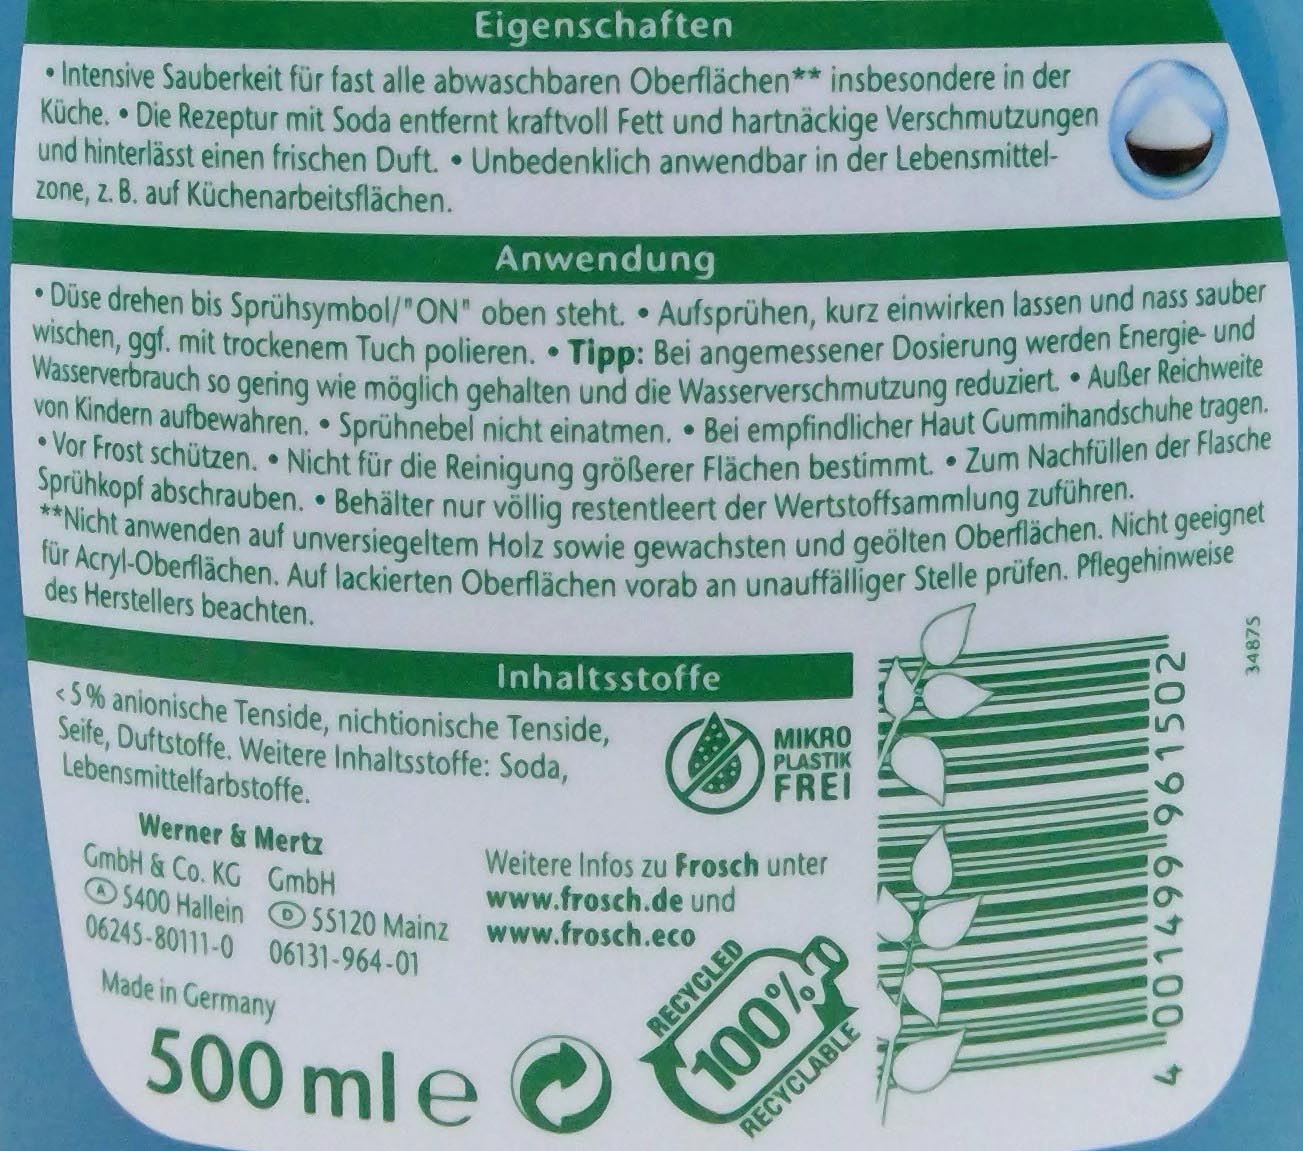 Eigenschaften
• Intensive Sauberkeit für fast alle abwaschbaren Oberflächen** insbesondere in der
Küche. • Die Rezeptur mit Soda entfernt kraftvoll Fett und hartnäckige Verschmutzungen
und hinterlässt einen frischen Duft. • Unbedenklich anwendbar in der Lebensmittel-
zone, z. B. auf Küchenarbeitsflächen.
Anwendung
• Düse drehen bis Sprühsymbol/"ON" oben steht. • Aufsprühen, kurz einwirken lassen und nass sauber
wischen, ggf. mit trockenem Tuch polieren. • Tipp: Bei angemessener Dosierung werden Energie- und
Wasserverbrauch so gering wie möglich gehalten und die Wasserverschmutzung reduziert. • Außer Reichweite
von Kindern aufbewahren. • Sprühnebel nicht einatmen. • Bei empfindlicher Haut Gummihandschuhe tragen.
• Vor Frost schützen. • Nicht für die Reinigung größerer Flächen bestimmt. • Zum Nachfüllen der Flasche
Sprühkopf abschrauben. • Behälter nur völlig restentleert der Wertstoffsammlung zuführen.
**Nicht anwenden auf unversiegeltem Holz sowie gewachsten und geölten Oberflächen. Nicht geeignet
für Acryl-Oberflächen. Auf lackierten Oberflächen vorab an unauffälliger Stelle prüfen. Pflegehinweise
des Herstellers beachten.
34875
Inhaltsstoffe
<5% anionische Tenside, nichtionische Tenside,
Seife, Duftstoffe. Weitere Inhaltsstoffe: Soda,
Lebensmittelfarbstoffe.
MIKRO
PLASTIK
FREI
Werner & Mertz
GmbH & Co. KG GmbH
A 5400 Hallein D 55120 Mainz
06245-80111-0 06131-964-01
Made in Germany
Weitere Infos zu Frosch unter
www.frosch.de und
www.frosch.eco
500 ml e
RECYCLED
100%
RECYCLABLE
4 001499 961502